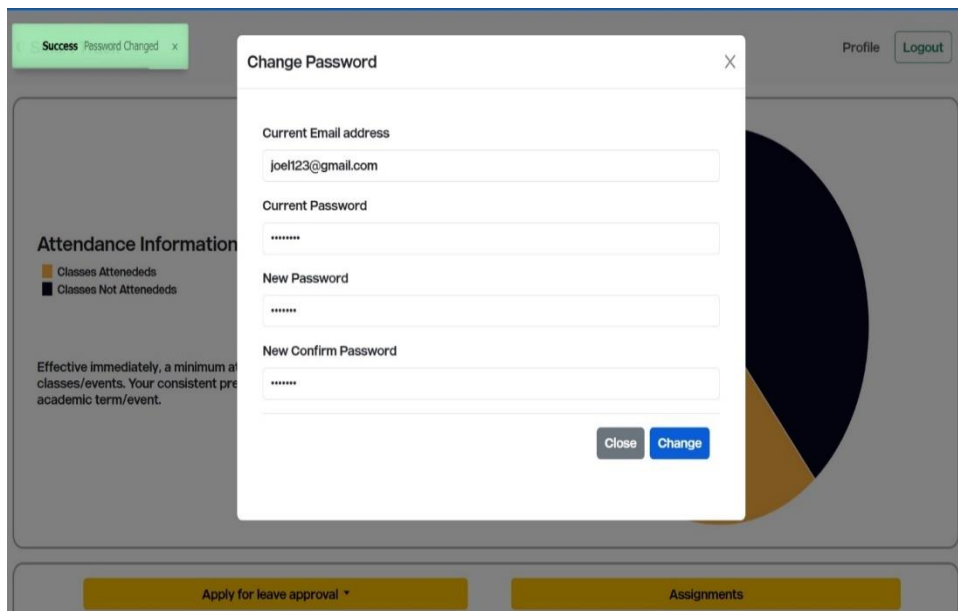 Success Password Changed x
Change Password
X
Profile
Logout
Current Email address
joel123@gmail.com
Current Password
••••••••
New Password
•••••••
New Confirm Password
•••••••
Close
Change
Attendance Information
Classes Attenededs
Classes Not Attenededs
Effective immediately, a minimum
classes/events. Your consistent
academic term/event.
Apply for leave approval
Assignments